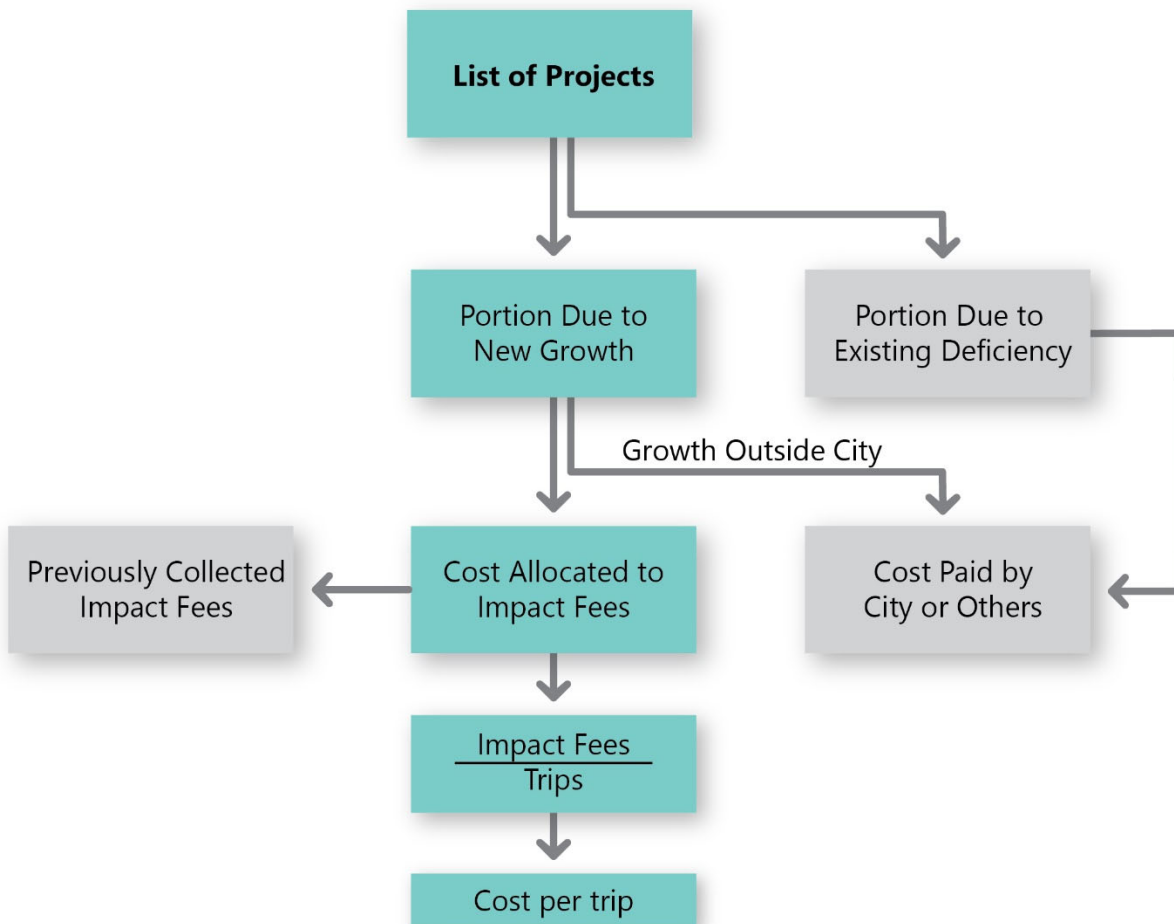 List of Projects
Portion Due to
New Growth
Portion Due to
Existing Deficiency
Growth Outside City
Previously Collected
Impact Fees
Cost Allocated to
Impact Fees
Cost Paid by
City or Others
Impact Fees
Trips
Cost per trip